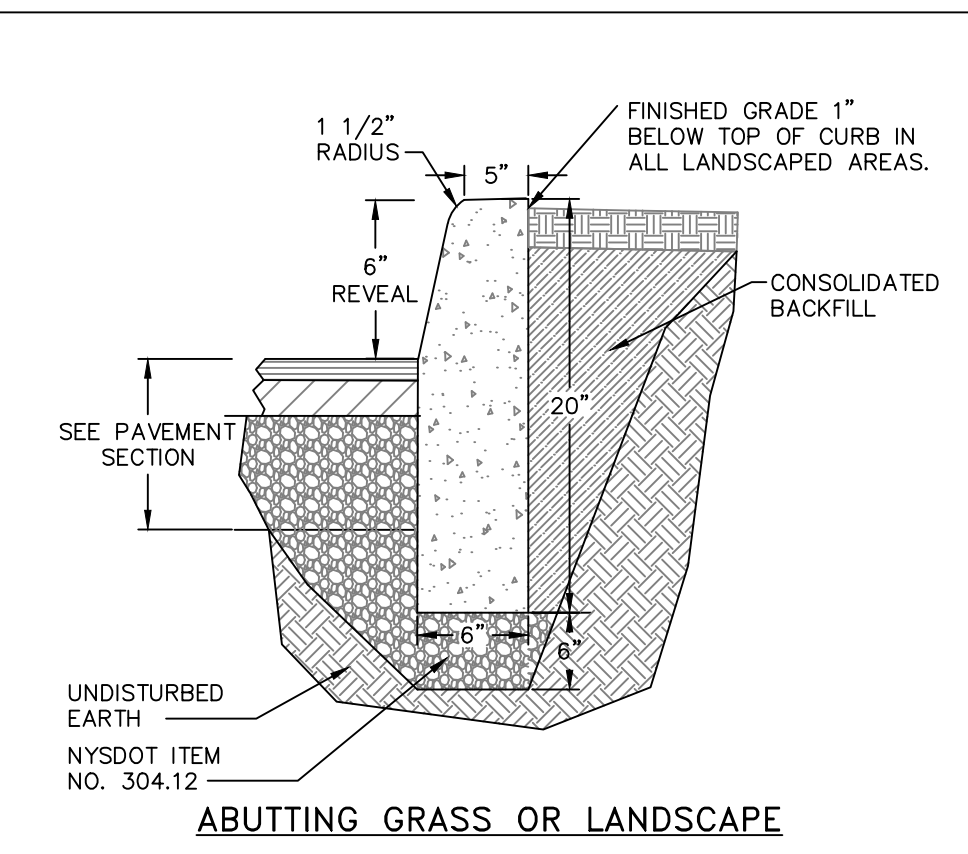 1 1/2”
RADIUS
5”
FINISHED GRADE 1”
BELOW TOP OF CURB IN
ALL LANDSCAPED AREAS.
6”
REVEAL
CONSOLIDATED
BACKFILL
20”
SEE PAVEMENT
SECTION
6”
6”
UNDISTURBED
EARTH
NYSDOT ITEM
NO. 304.12
ABUTTING GRASS OR LANDSCAPE